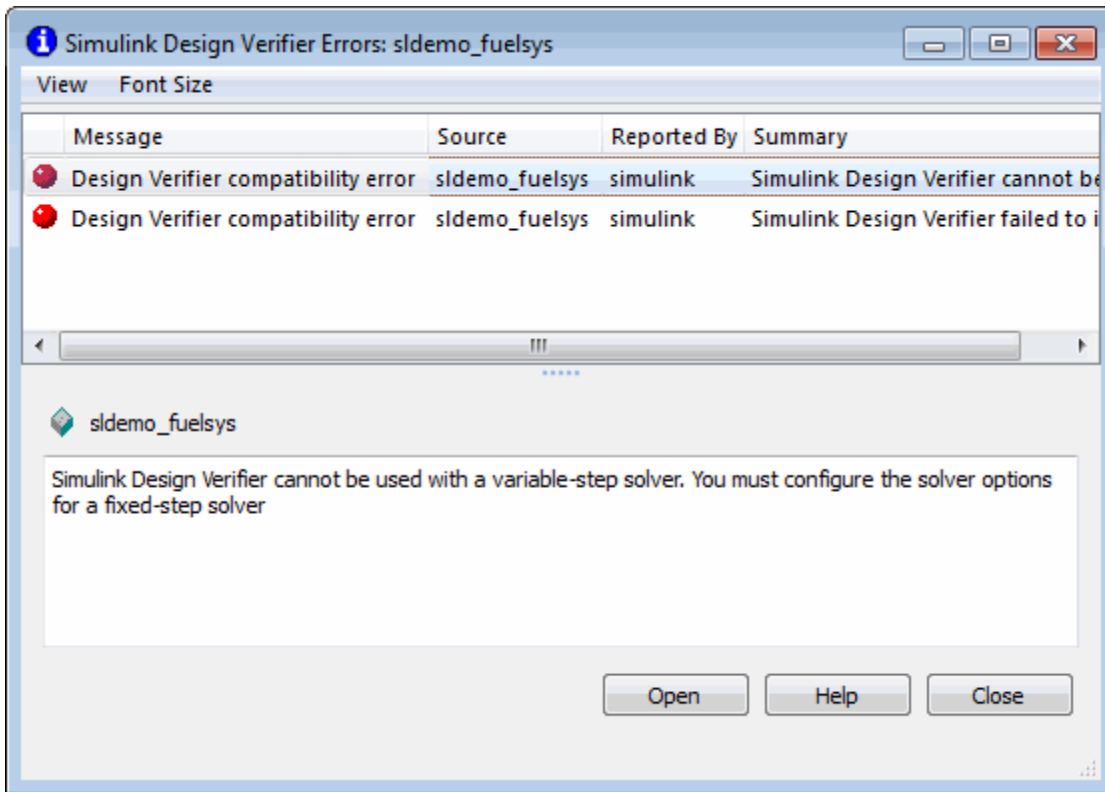 Simulink Design Verifier Errors: sldemo_fuelsys
View Font Size
Message Source Reported By Summary
Design Verifier compatibility error sldemo_fuelsys simulink Simulink Design Verifier cannot be
Design Verifier compatibility error sldemo_fuelsys simulink Simulink Design Verifier failed to i
sldemo_fuelsys
Simulink Design Verifier cannot be used with a variable-step solver. You must configure the solver options
for a fixed-step solver
Open Help Close